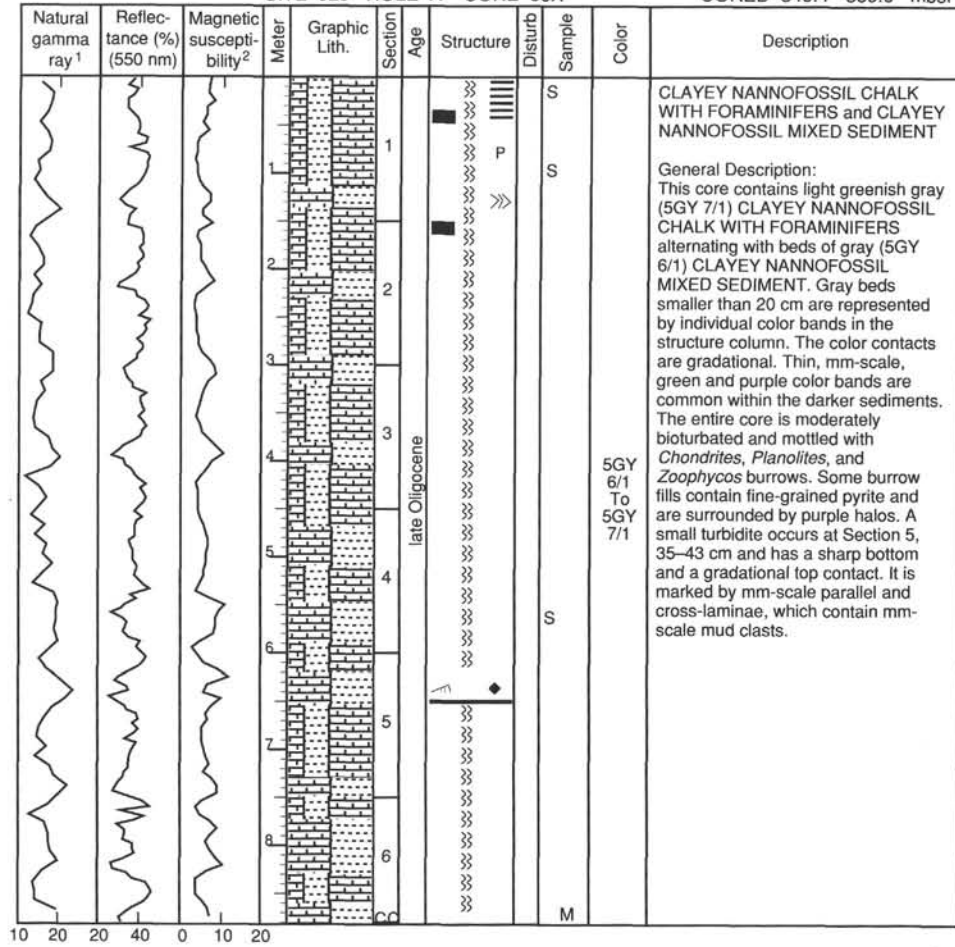 Natural
gamma
ray 1
Reflec-
tance (%)
(550 nm)
Magnetic
suscepti-
bility2
Meter
Graphic
Lith.
Section
Age
Structure
Disturb
Sample
Color
Description
S
S
S
M
P
1
2
3
4
5
6
7
8
1
2
3
4
5
6
CC
late Oligocene
5GY
6/1
To
5GY
7/1
CLAYEY NANNOFOSSIL CHALK
WITH FORAMINIFERS and CLAYEY
NANNOFOSSIL MIXED SEDIMENT
General Description:
This core contains light greenish gray
(5GY 7/1) CLAYEY NANNOFOSSIL
CHALK WITH FORAMINIFERS
alternating with beds of gray (5GY
6/1) CLAYEY NANNOFOSSIL
MIXED SEDIMENT. Gray beds
smaller than 20 cm are represented
by individual color bands in the
structure column. The color contacts
are gradational. Thin, mm-scale,
green and purple color bands are
common within the darker sediments.
The entire core is moderately
bioturbated and mottled with
Chondrites, Planolites, and
Zoophycos burrows. Some burrow
fills contain fine-grained pyrite and
are surrounded by purple halos. A
small turbidite occurs at Section 5,
35–43 cm and has a sharp bottom
and a gradational top contact. It is
marked by mm-scale parallel and
cross-laminae, which contain mm-
scale mud clasts.
10 20 20 40 0 10 20